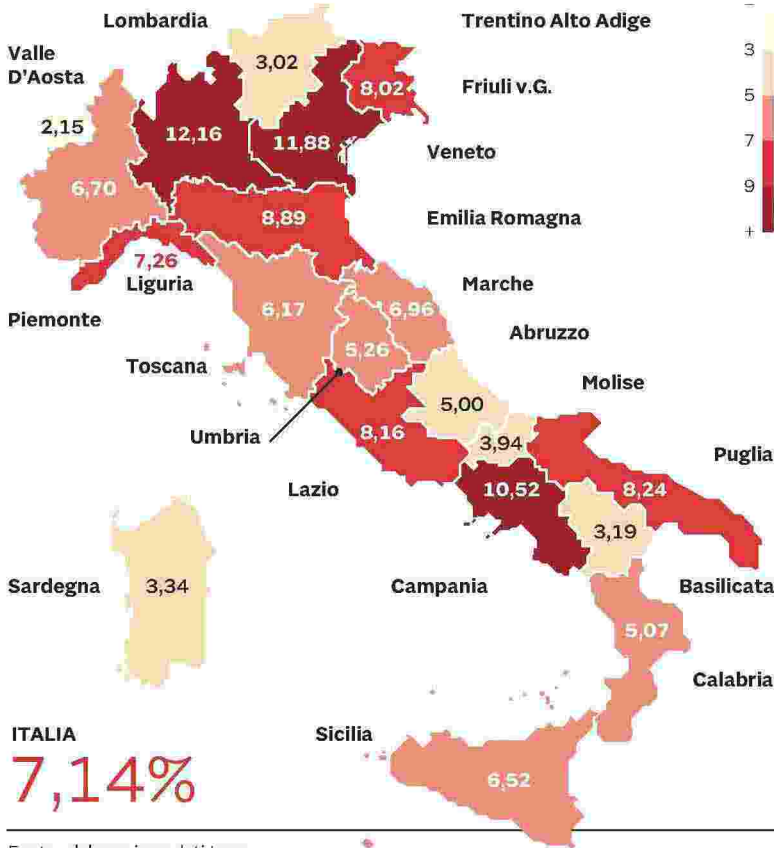 Lombardia
Trentino Alto Adige
Valle
D'Aosta
3,02
3
8,02
Friuli v.G.
5
2,15
12,16
11,88
Veneto
7
6,70
9
8,89
Emilia Romagna
+
7,26
Liguria
Marche
Piemonte
6,17
6,96
Abruzzo
5,26
Toscana
Molise
5,00
Umbria
8,16
3,94
Puglia
Lazio
10,52
8,24
3,19
Sardegna
3,34
Campania
Basilicata
5,07
Calabria
ITALIA
Sicilia
7,14%
6,52